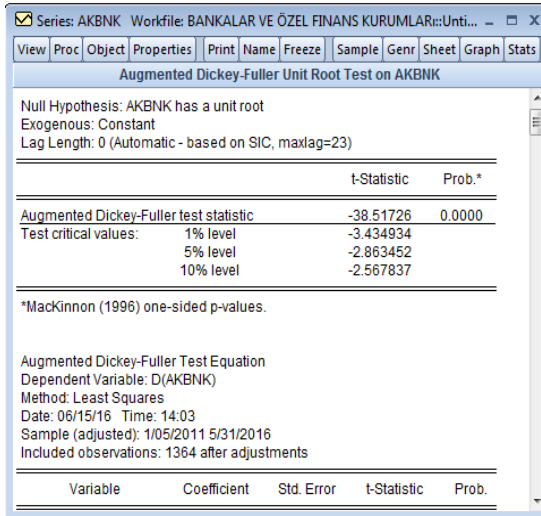 Series: AKBNK Workfile: BANKALAR VE ÖZEL FINANS KURUMLARI::Unti...
View Proc Object Properties Print Name Freeze Sample Genr Sheet Graph Stats
Augmented Dickey-Fuller Unit Root Test on AKBNK
Null Hypothesis: AKBNK has a unit root
Exogenous: Constant
Lag Length: 0 (Automatic - based on SIC, maxlag=23)
t-Statistic Prob.*
Augmented Dickey-Fuller test statistic -38.51726 0.0000
Test critical values: 1% level -3.434934
5% level -2.863452
10% level -2.567837
*MacKinnon (1996) one-sided p-values.
Augmented Dickey-Fuller Test Equation
Dependent Variable: D(AKBNK)
Method: Least Squares
Date: 06/15/16 Time: 14:03
Sample (adjusted): 1/05/2011 5/31/2016
Included observations: 1364 after adjustments
Variable Coefficient Std. Error t-Statistic Prob.